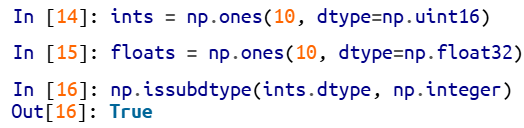 In [14]: ints = np.ones(10, dtype=np.uint16)
In [15]: floats = np.ones(10, dtype=np.float32)
In [16]: np.issubdtype(ints.dtype, np.integer)
Out[16]: True